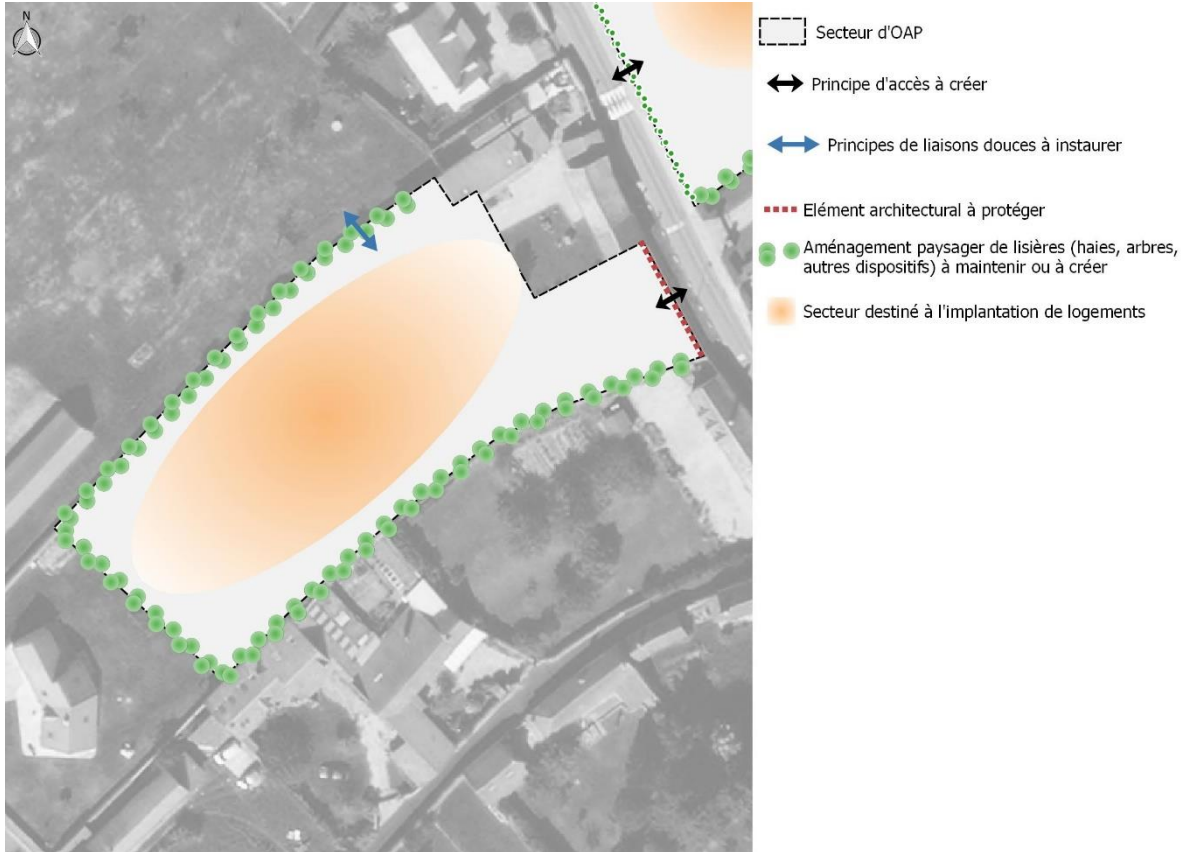 N
Secteur d'OAP
Principe d'accès à créer
Principes de liaisons douces à instaurer
Elément architectural à protéger
Aménagement paysager de lisières (haies, arbres,
autres dispositifs) à maintenir ou à créer
Secteur destiné à l'implantation de logements